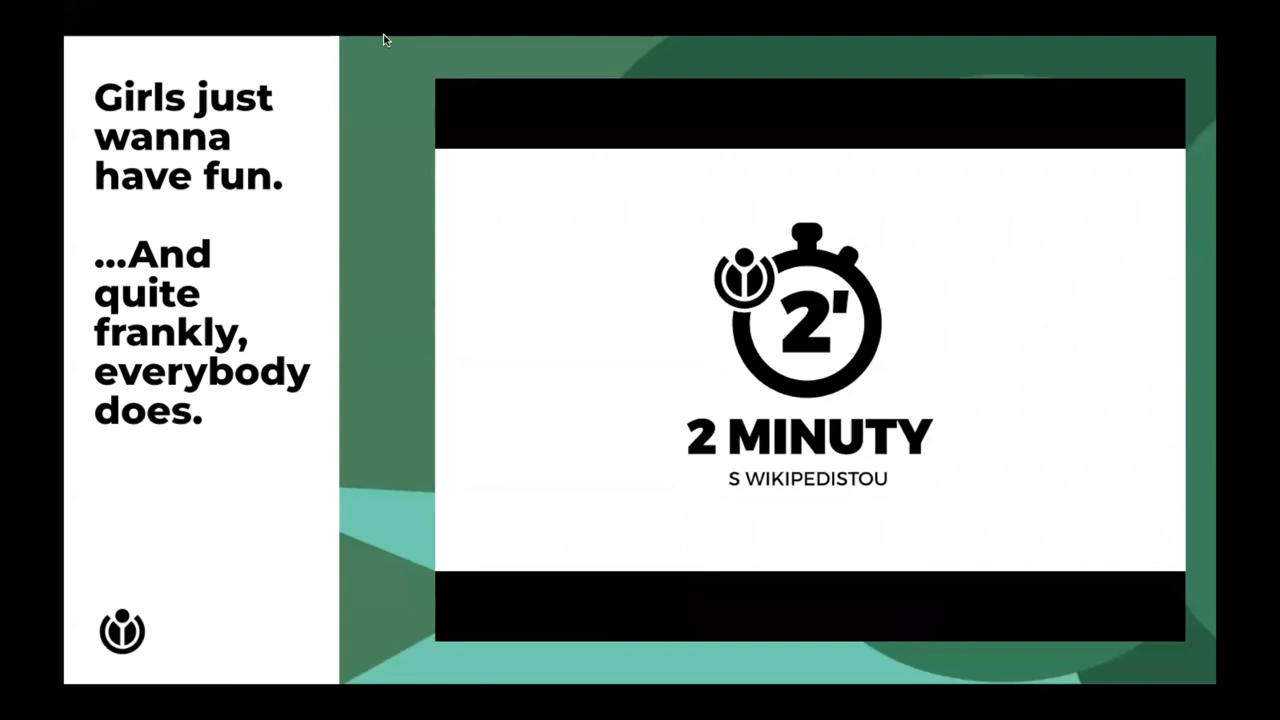 Girls just
wanna
have fun.
...And
quite
frankly,
everybody
does.
2'
2 MINUTY
S WIKIPEDISTOU